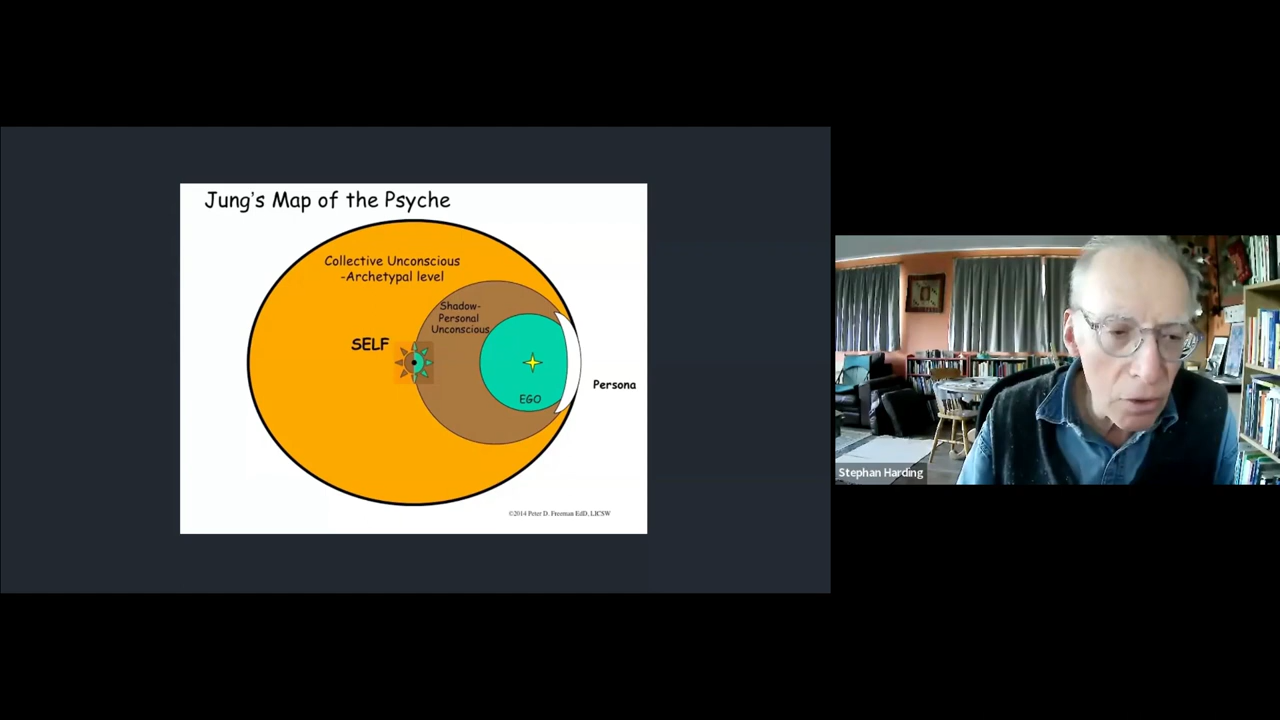 Jung's Map of the Psyche
Collective Unconscious
-Archetypal level
Shadow-
Personal
Unconscious
SELF
EGO
Persona
©2014 Peter D. Freeman EdD, LICSW
Stephan Harding